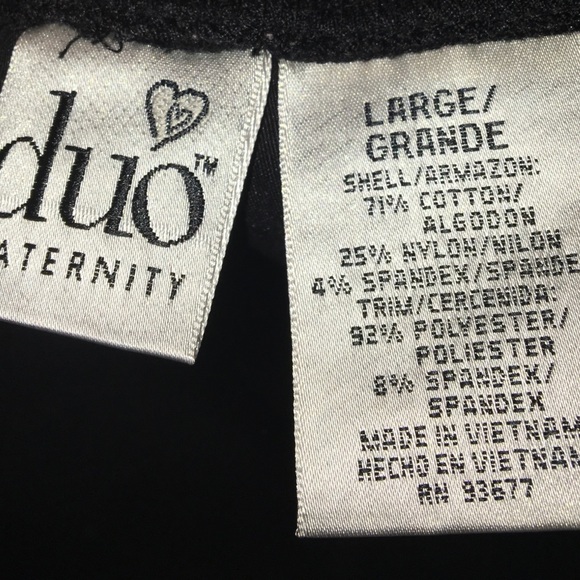 duo™
ATERNITY
LARGE/
GRANDE
SHELL/ARMAZON:
71% COTTON/
ALGODON
25% NYLON/NILON
4% SPANDEX/SPANDE
TRIM/CERCENIDA:
92% POLYESTER/
POLIESTER
8% SPANDEX/
SPANDEX
MADE IN VIETNAM
HECHO EN VIETNAM
RN 93677